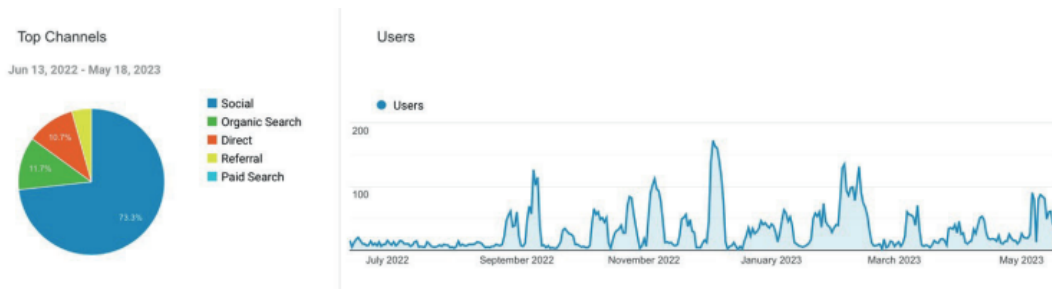 Top Channels
Jun 13, 2022 - May 18, 2023
Social
Organic Search
Direct
Referral
Paid Search
10.7%
11.7%
73.3%
Users
Users
200
100
July 2022
September 2022
November 2022
January 2023
March 2023
May 2023